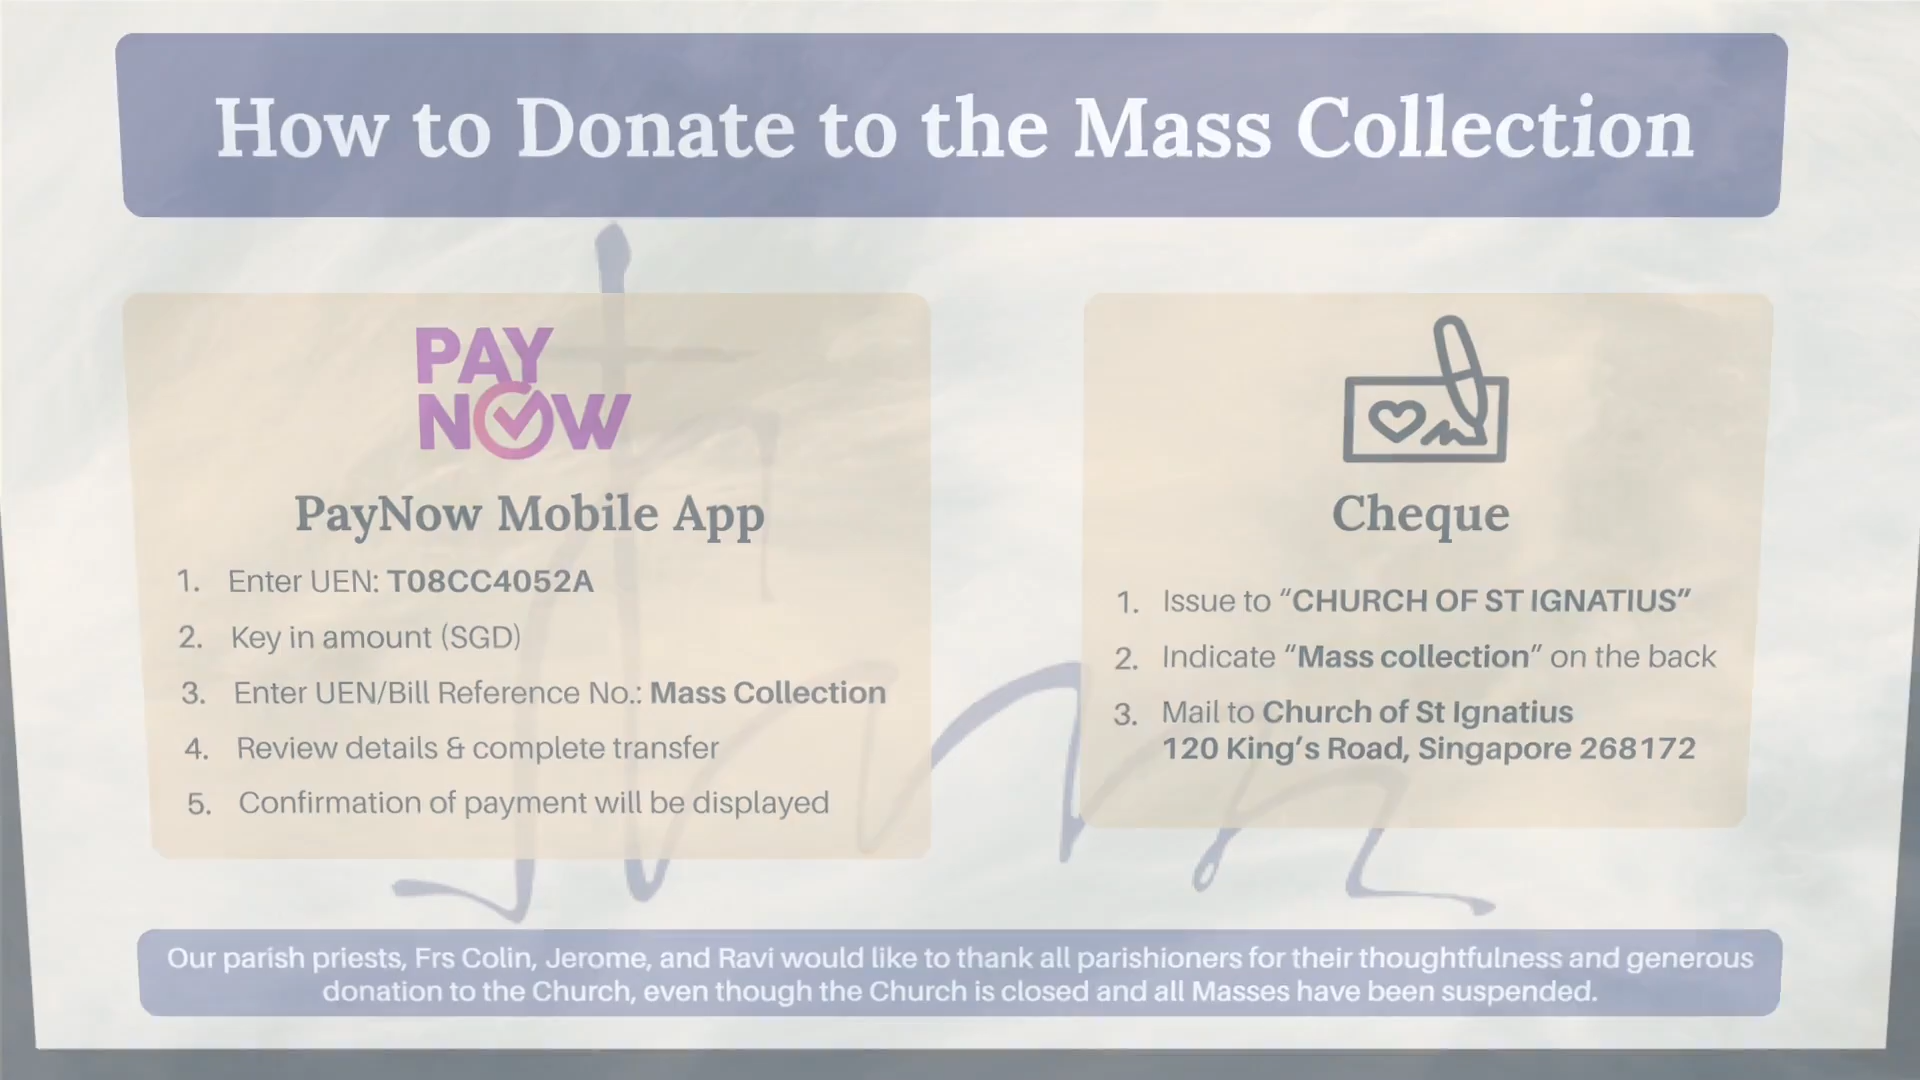 How to Donate to the Mass Collection
PAY
NOW
PayNow Mobile App
1. Enter UEN: T08CC4052A
2. Key in amount (SGD)
3. Enter UEN/Bill Reference No.: Mass Collection
4. Review details & complete transfer
5. Confirmation of payment will be displayed
Cheque
1. Issue to “CHURCH OF ST IGNATIUS”
2. Indicate “Mass collection” on the back
3. Mail to Church of St Ignatius
120 King’s Road, Singapore 268172
Our parish priests, Frs Colin, Jerome, and Ravi would like to thank all parishioners for their thoughtfulness and generous
donation to the Church, even though the Church is closed and all Masses have been suspended.